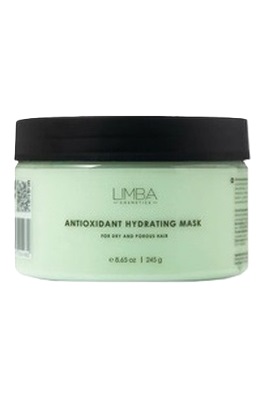 LIMBA
COSMETICS
ANTIOXIDANT HYDRATING MASK
FOR DRY AND POROUS HAIR
℮ 8.65 oz | 245 g